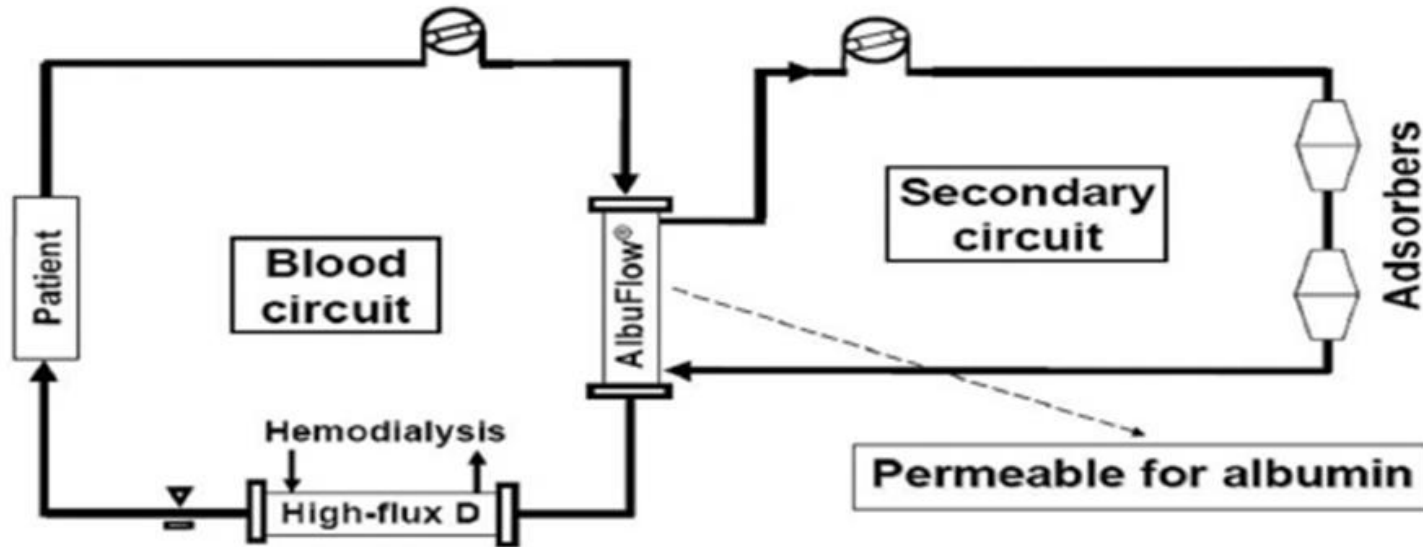 Patient
Blood
circuit
AlbuFlow®
Secondary
circuit
Adsorbers
Hemodialysis
High-flux D
Permeable for albumin